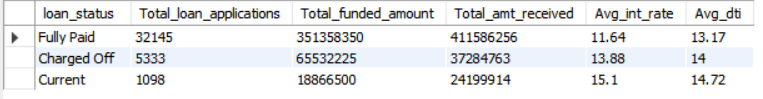 loan_status Total_loan_applications Total_funded_amount Total_amt_received Avg_int_rate Avg_dti
Fully Paid 32145 351358350 411586256 11.64 13.17
Charged Off 5333 65532225 37284763 13.88 14
Current 1098 18866500 24199914 15.1 14.72